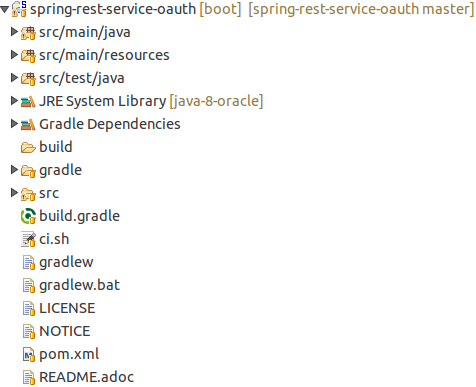 spring-rest-service-oauth [boot] [spring-rest-service-oauth master]
src/main/java
src/main/resources
src/test/java
JRE System Library [java-8-oracle]
Gradle Dependencies
build
gradle
src
build.gradle
ci.sh
gradlew
gradlew.bat
LICENSE
NOTICE
pom.xml
README.adoc